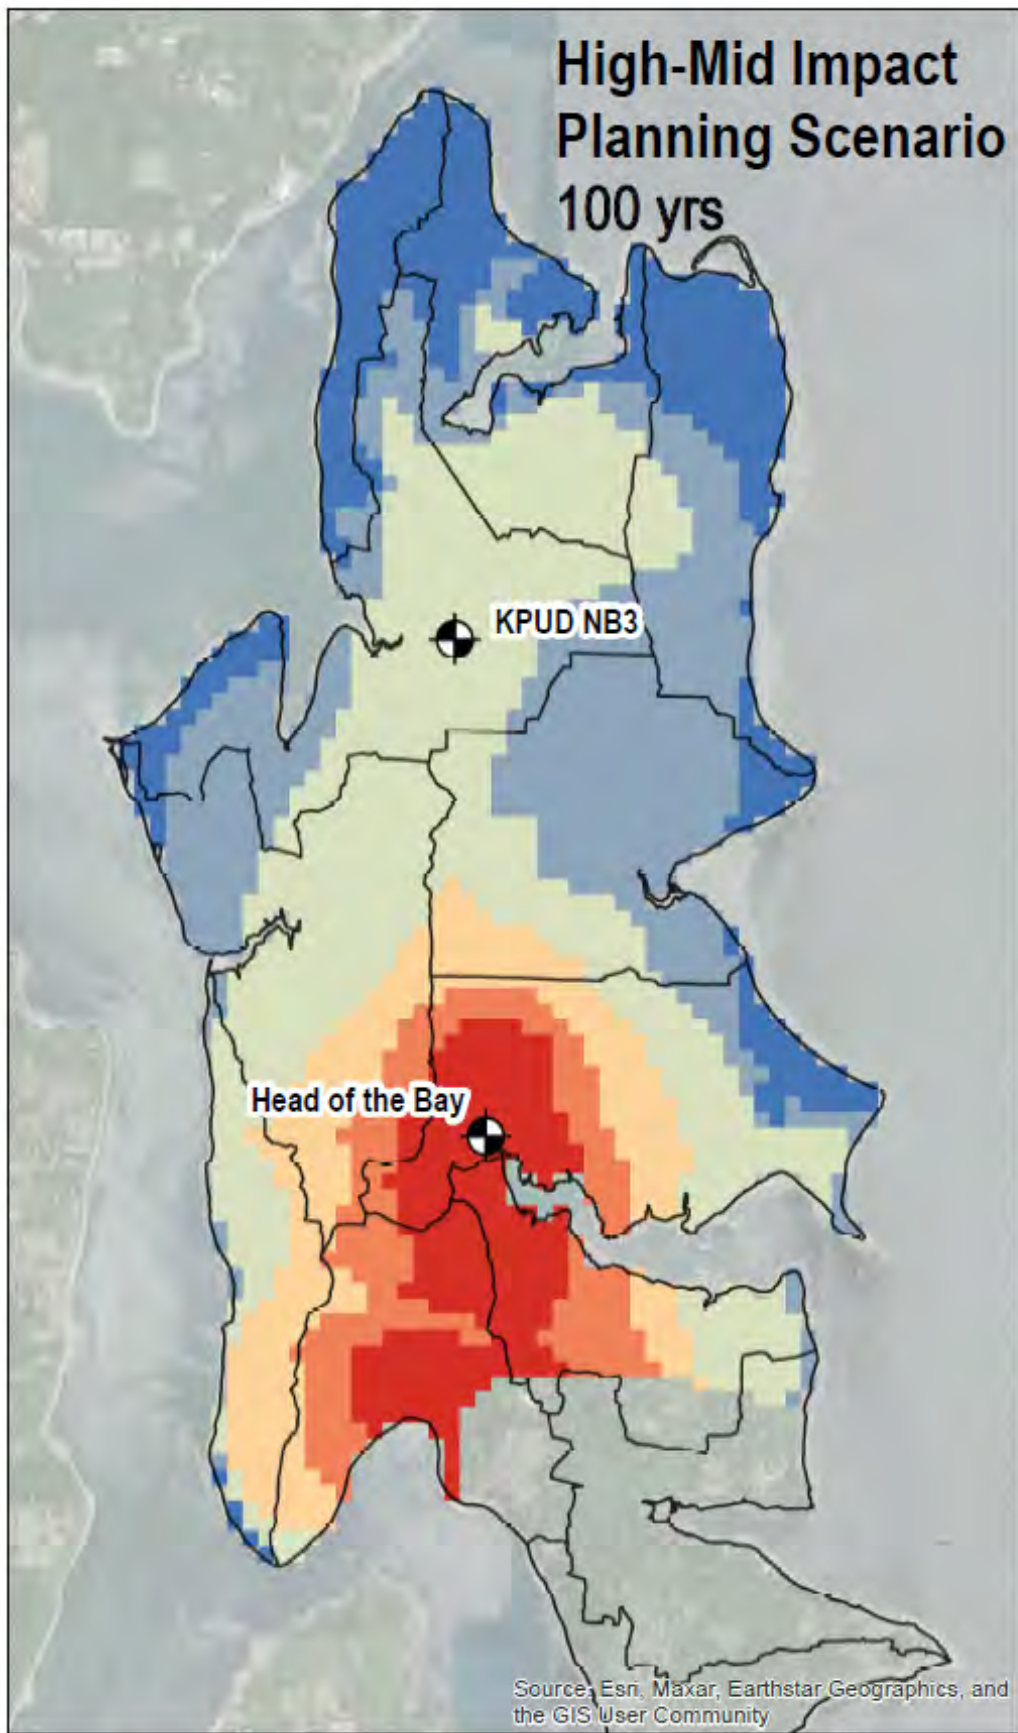 High-Mid Impact
Planning Scenario
100 yrs
KPUD NB3
Head of the Bay
Source: Esri, Maxar, Earthstar Geographics, and
the GIS User Community